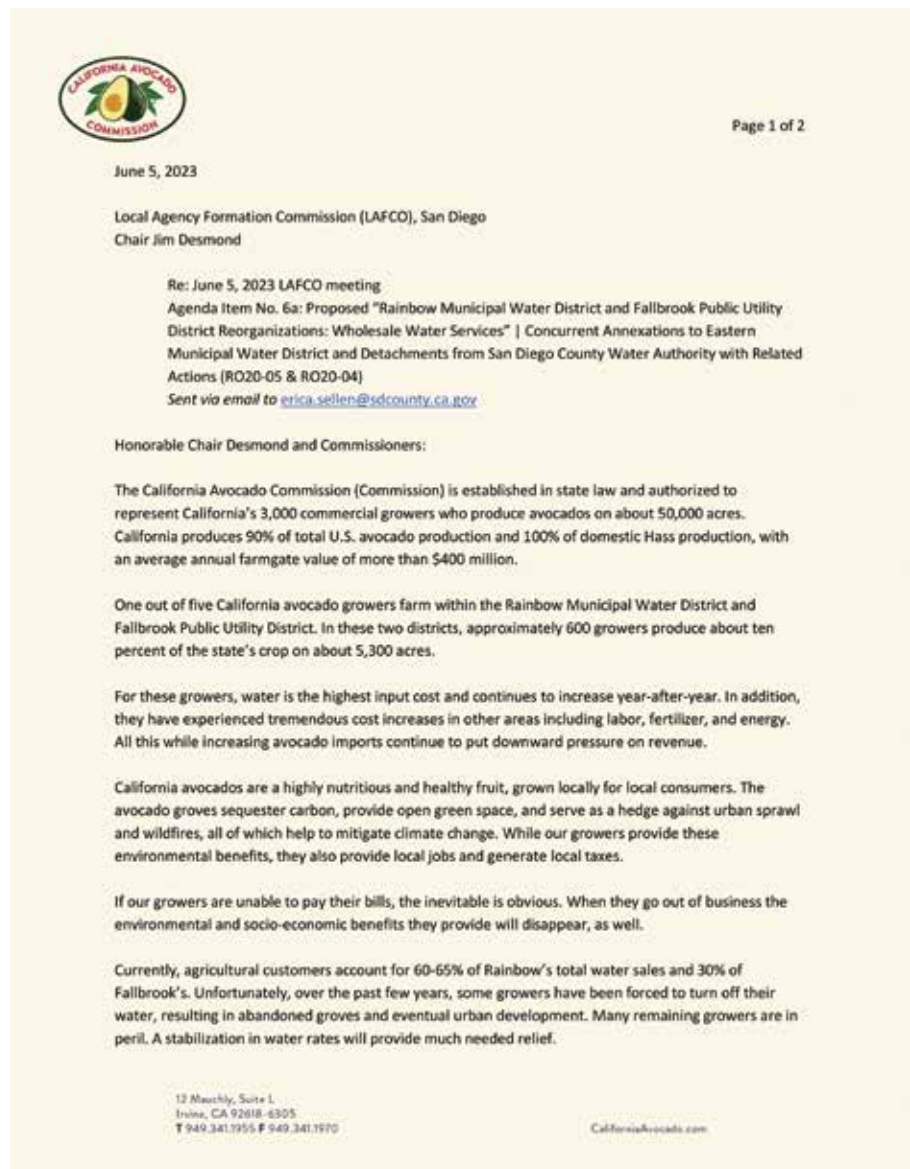 CALIFORNIA AVOCADO
COMMISSION
Page 1 of 2
June 5, 2023
Local Agency Formation Commission (LAFCO), San Diego
Chair Jim Desmond
Re: June 5, 2023 LAFCO meeting
Agenda Item No. 6a: Proposed "Rainbow Municipal Water District and Fallbrook Public Utility
District Reorganizations: Wholesale Water Services" | Concurrent Annexations to Eastern
Municipal Water District and Detachments from San Diego County Water Authority with Related
Actions (RO20-05 & RO20-04)
Sent via email to erica.sellen@sdcounty.ca.gov
Honorable Chair Desmond and Commissioners:
The California Avocado Commission (Commission) is established in state law and authorized to
represent California's 3,000 commercial growers who produce avocados on about 50,000 acres.
California produces 90% of total U.S. avocado production and 100% of domestic Hass production, with
an average annual farmgate value of more than $400 million.
One out of five California avocado growers farm within the Rainbow Municipal Water District and
Fallbrook Public Utility District. In these two districts, approximately 600 growers produce about ten
percent of the state's crop on about 5,300 acres.
For these growers, water is the highest input cost and continues to increase year-after-year. In addition,
they have experienced tremendous cost increases in other areas including labor, fertilizer, and energy.
All this while increasing avocado imports continue to put downward pressure on revenue.
California avocados are a highly nutritious and healthy fruit, grown locally for local consumers. The
avocado groves sequester carbon, provide open green space, and serve as a hedge against urban sprawl
and wildfires, all of which help to mitigate climate change. While our growers provide these
environmental benefits, they also provide local jobs and generate local taxes.
If our growers are unable to pay their bills, the inevitable is obvious. When they go out of business the
environmental and socio-economic benefits they provide will disappear, as well.
Currently, agricultural customers account for 60-65% of Rainbow's total water sales and 30% of
Fallbrook's. Unfortunately, over the past few years, some growers have been forced to turn off their
water, resulting in abandoned groves and eventual urban development. Many remaining growers are in
peril. A stabilization in water rates will provide much needed relief.
12 Mauchly, Suite L
Irvine, CA 92618-6305
T 949.341.1955 F 949.341.1970
CaliforniaAvocado.com